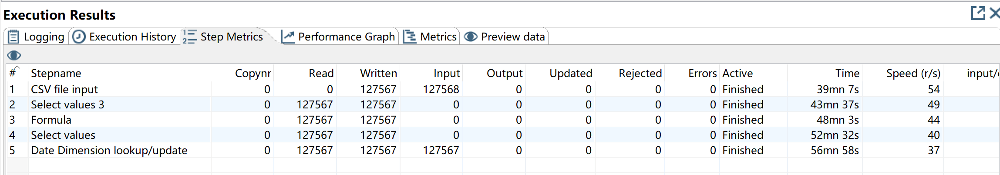 Execution Results
Logging Execution History Step Metrics Performance Graph Metrics Preview data
# Stepname Copynr Read Written Input Output Updated Rejected Errors Active Time Speed (r/s) input/
1 CSV file input 0 0 127567 127568 0 0 0 0 Finished 39mn 7s 54
2 Select values 3 0 127567 127567 0 0 0 0 0 Finished 43mn 37s 49
3 Formula 0 127567 127567 0 0 0 0 0 Finished 48mn 3s 44
4 Select values 0 127567 127567 0 0 0 0 0 Finished 52mn 32s 40
5 Date Dimension lookup/update 0 127567 127567 127567 0 0 0 0 Finished 56mn 58s 37